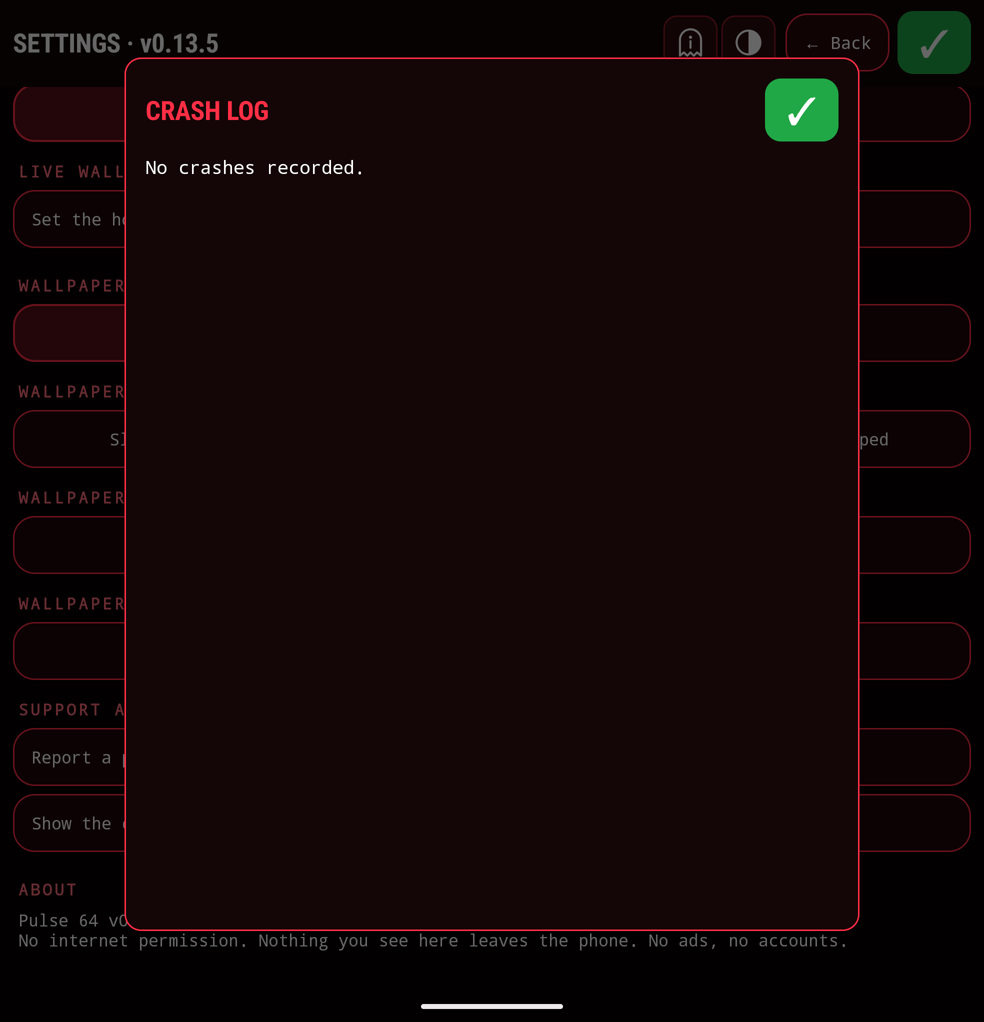 SETTINGS · v0.13.5
← Back
✓
CRASH LOG
✓
No crashes recorded.
LIVE WALL
Set the
WALLPAPER
WALLPAPER
ped
WALLPAPER
WALLPAPER
SUPPORT A
Report a
Show the
ABOUT
Pulse 64
No internet permission. Nothing you see here leaves the phone. No ads, no accounts.